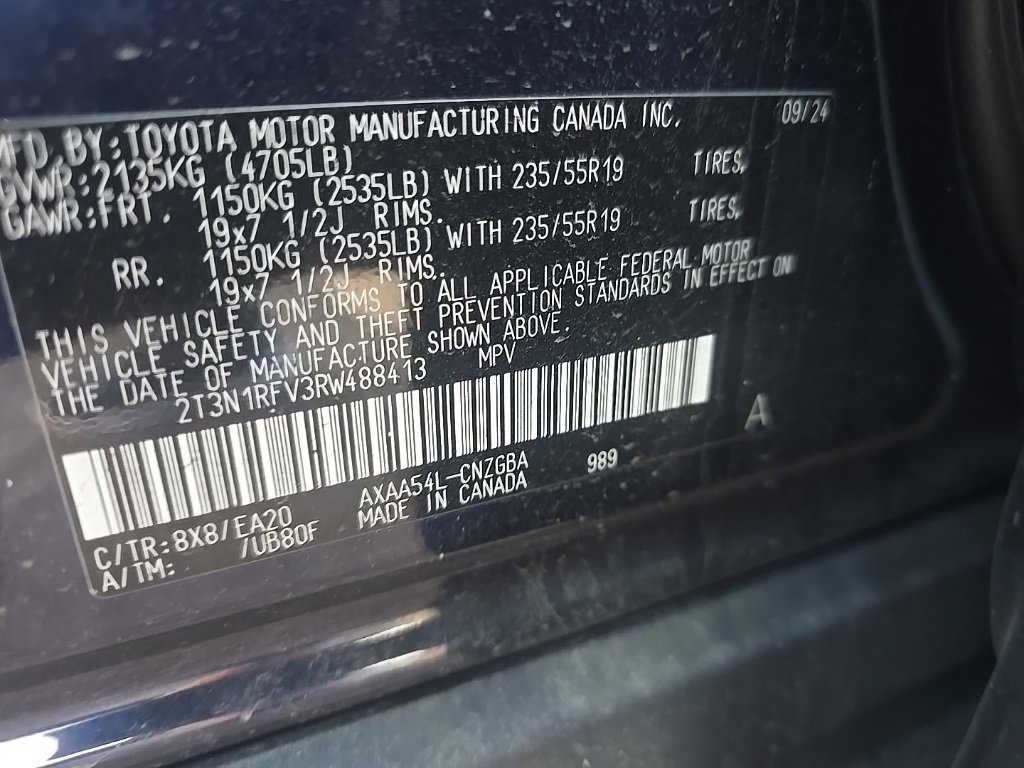 MFD.BY:TOYOTA MOTOR MANUFACTURING CANADA INC. 09/24
GVWR:2135KG (4705LB)
GAWR:FRT. 1150KG (2535LB) WITH 235/55R19 TIRES,
19x7 1/2J RIMS.
RR. 1150KG (2535LB) WITH 235/55R19 TIRES,
19x7 1/2J RIMS.
THIS VEHICLE CONFORMS TO ALL APPLICABLE FEDERAL MOTOR
VEHICLE SAFETY AND THEFT PREVENTION STANDARDS IN EFFECT ON
THE DATE OF MANUFACTURE SHOWN ABOVE.
2T3N1RFV3RW488413 MPV
A
AXAA54L-CNZGBA 989
MADE IN CANADA
C/TR:8X8/EA20
/UB80F
A/TM: